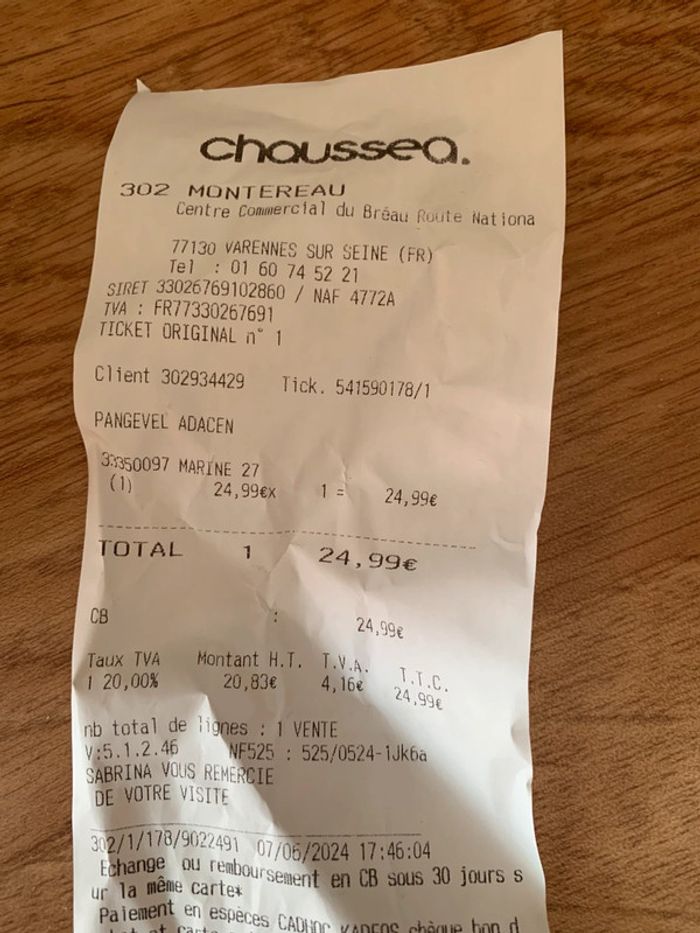 chaussea.
302 MONTEREAU
Centre Commercial du Bréau Route Nationa
77130 VARENNES SUR SEINE (FR)
Tel : 01 60 74 52 21
SIRET 33026769102860 / NAF 4772A
TVA : FR77330267691
TICKET ORIGINAL n° 1
Client 302934429 Tick. 541590178/1
PANGEVEL ADACEN
33350097 MARINE 27
(1) 24,99€x 1 = 24,99€
TOTAL 1 24,99€
CB : 24,99€
Taux TVA Montant H.T. T.V.A. T.T.C.
1 20,00% 20,83€ 4,16€ 24,99€
nb total de lignes : 1 VENTE
V:5.1.2.46 NF525 : 525/0524-1Jk6a
SABRINA VOUS REMERCIE
DE VOTRE VISITE
302/1/178/9022491 07/06/2024 17:46:04
Echange ou remboursement en CB sous 30 jours s
ur la même carte*
Paiement en espèces CADHOC KADEOS chèque bon d